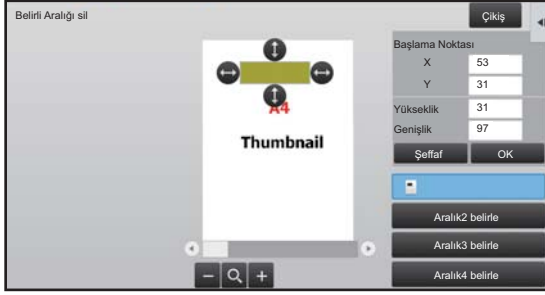 Belirli Aralığı sil
Çikiş
Başlama Noktası
X 53
Y 31
Yükseklik 31
Genişlik 97
Şeffaf OK
A4
Thumbnail
Aralık2 belirle
Aralık3 belirle
Aralık4 belirle